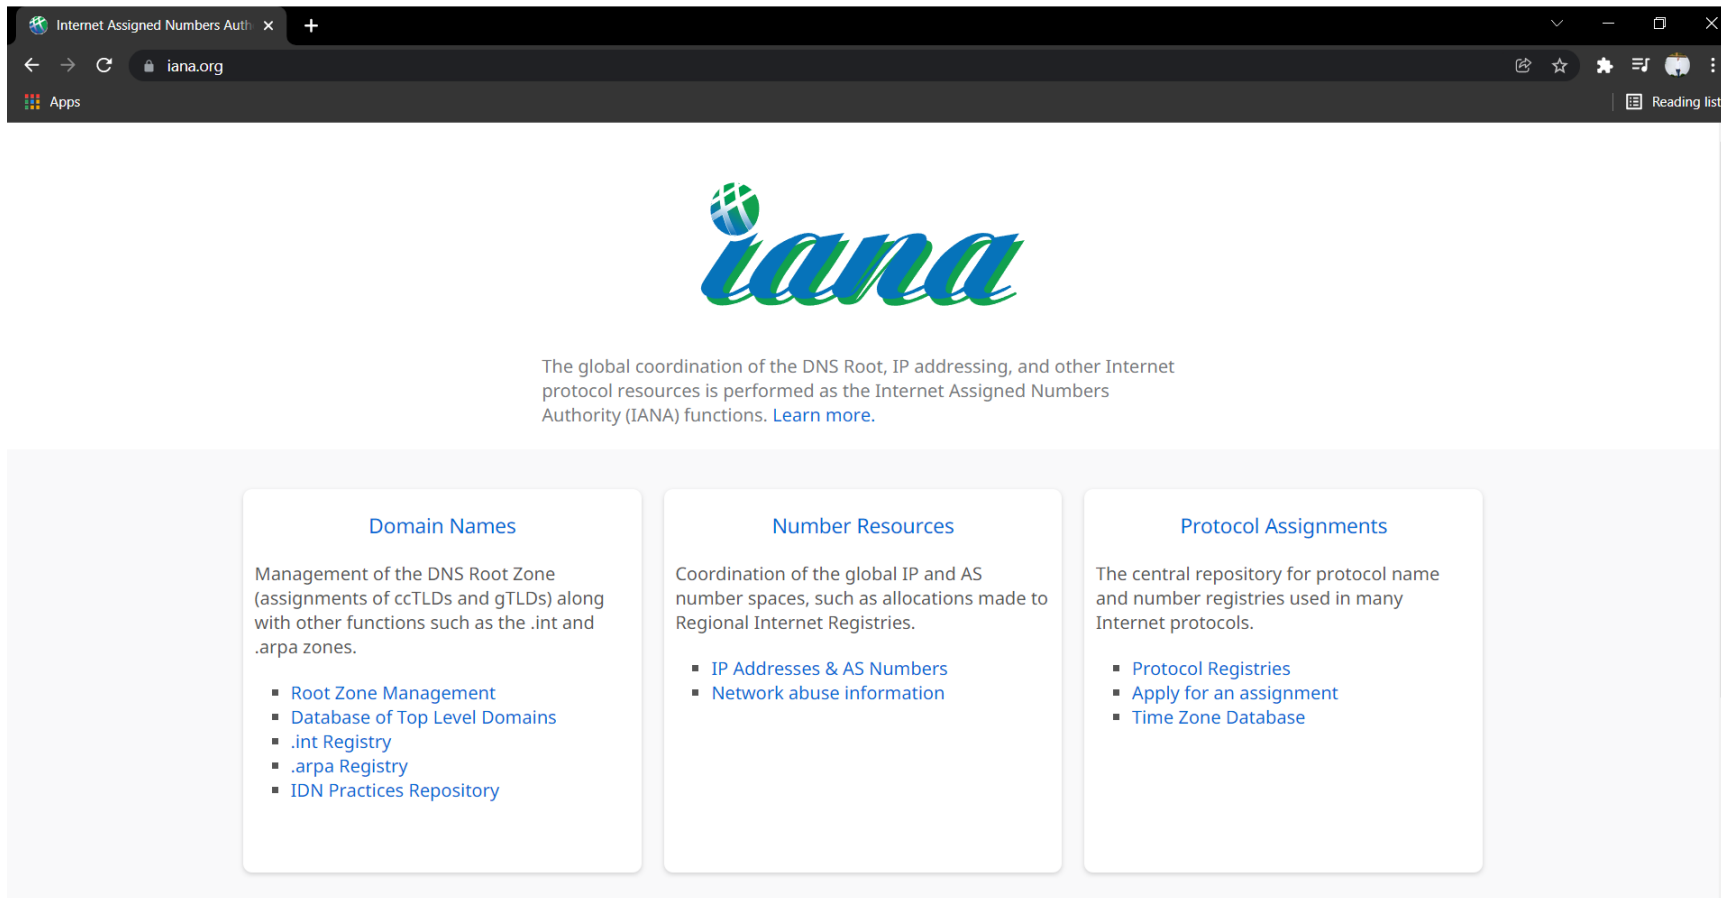 Internet Assigned Numbers Auth
iana.org
Apps
Reading list
iana
The global coordination of the DNS Root, IP addressing, and other Internet
protocol resources is performed as the Internet Assigned Numbers
Authority (IANA) functions. Learn more.
Domain Names
Management of the DNS Root Zone
(assignments of ccTLDs and gTLDs) along
with other functions such as the .int and
.arpa zones.
Root Zone Management
Database of Top Level Domains
.int Registry
.arpa Registry
IDN Practices Repository
Number Resources
Coordination of the global IP and AS
number spaces, such as allocations made to
Regional Internet Registries.
IP Addresses & AS Numbers
Network abuse information
Protocol Assignments
The central repository for protocol name
and number registries used in many
Internet protocols.
Protocol Registries
Apply for an assignment
Time Zone Database